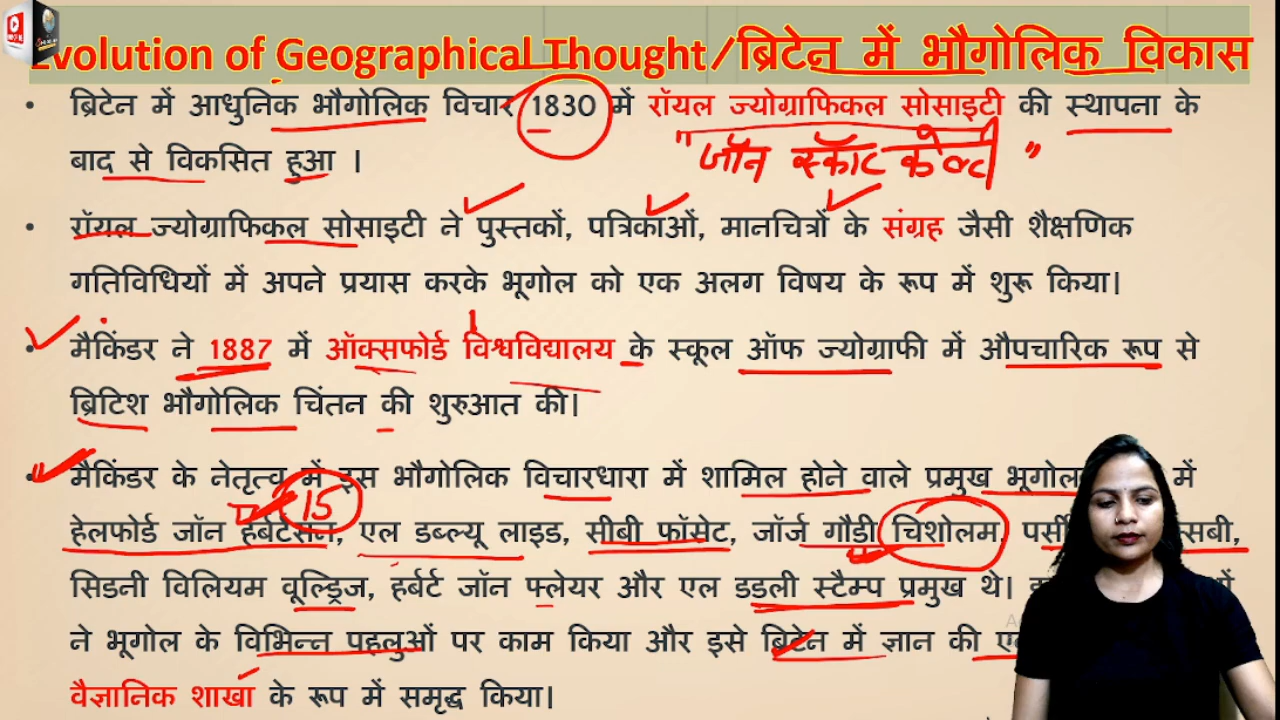 Evolution of Geographical Thought/ब्रिटेन में भौगोलिक विकास
• ब्रिटेन में आधुनिक भौगोलिक विचार 1830 में रॉयल ज्योग्राफिकल सोसाइटी की स्थापना के
बाद से विकसित हुआ ।
"जॉन स्कॉट केल्टी"
• रॉयल ज्योग्राफिकल सोसाइटी ने पुस्तकों, पत्रिकाओं, मानचित्रों के संग्रह जैसी शैक्षणिक
गतिविधियों में अपने प्रयास करके भूगोल को एक अलग विषय के रूप में शुरू किया।
• मैकिंडर ने 1887 में ऑक्सफोर्ड विश्वविद्यालय के स्कूल ऑफ ज्योग्राफी में औपचारिक रूप से
ब्रिटिश भौगोलिक चिंतन की शुरुआत की।
• मैकिंडर के नेतृत्व में इस भौगोलिक विचारधारा में शामिल होने वाले प्रमुख में
15
हेलफोर्ड जॉन हर्बर्टसन, एल डब्ल्यू लाइड, सीबी फॉसेट, जॉर्ज गौडी चिशोलम,
सिडनी विलियम वूल्ड्रिज, हर्बर्ट जॉन फ्लेयर और एल डडली स्टैम्प प्रमुख थे।
ने भूगोल के विभिन्न पहलुओं पर काम किया और इसे ब्रिटेन में ज्ञान की
वैज्ञानिक शाखा के रूप में समृद्ध किया।